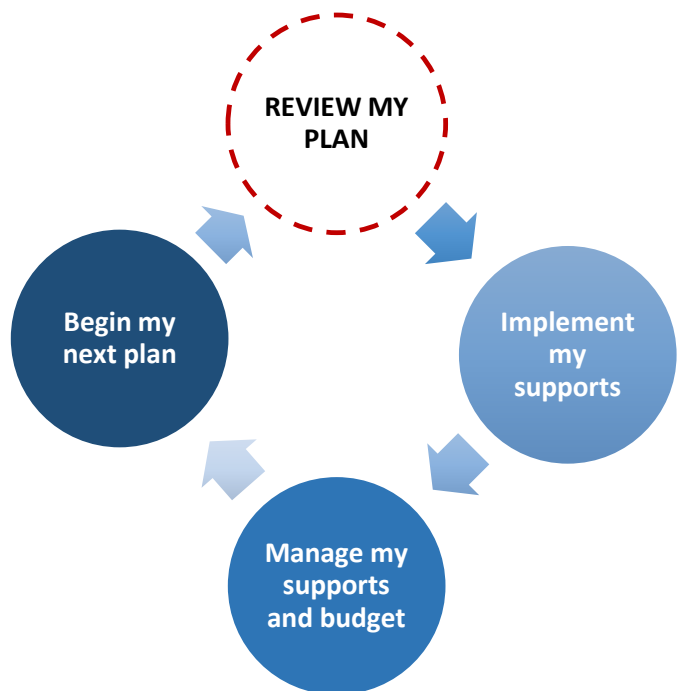 REVIEW MY
PLAN
Implement
my
supports
Manage my
supports
and budget
Begin my
next plan